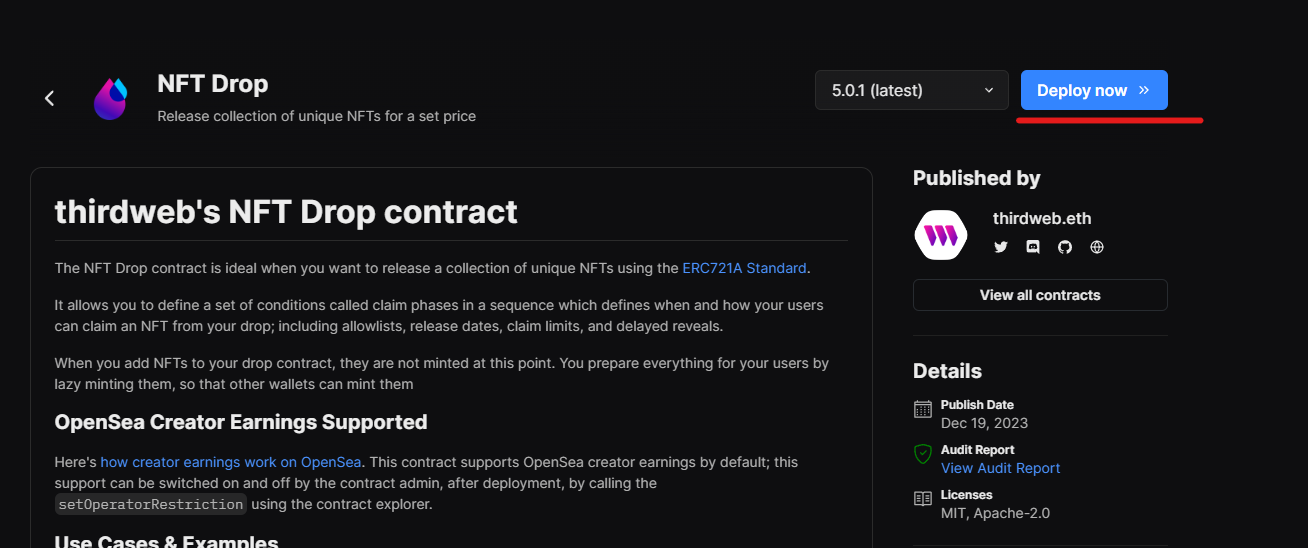 NFT Drop
Release collection of unique NFTs for a set price
5.0.1 (latest)
Deploy now »
thirdweb's NFT Drop contract
The NFT Drop contract is ideal when you want to release a collection of unique NFTs using the ERC721A Standard.
It allows you to define a set of conditions called claim phases in a sequence which defines when and how your users
can claim an NFT from your drop; including allowlists, release dates, claim limits, and delayed reveals.
When you add NFTs to your drop contract, they are not minted at this point. You prepare everything for your users by
lazy minting them, so that other wallets can mint them
OpenSea Creator Earnings Supported
Here's how creator earnings work on OpenSea. This contract supports OpenSea creator earnings by default; this
support can be switched on and off by the contract admin, after deployment, by calling the
setOperatorRestriction using the contract explorer.
Use Cases & Examples
Published by
thirdweb.eth
View all contracts
Details
Publish Date
Dec 19, 2023
Audit Report
View Audit Report
Licenses
MIT, Apache-2.0